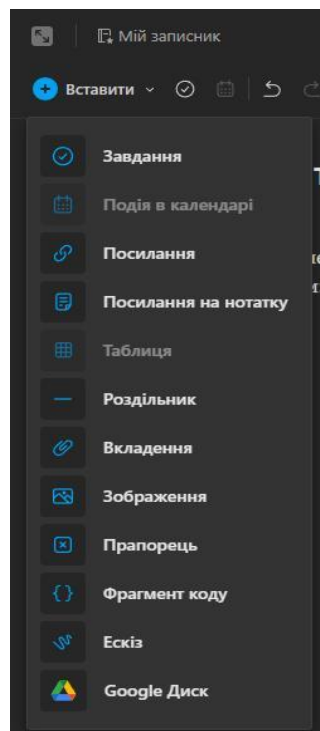 Мій записник
Вставити
Завдання
Подія в календарі
Посилання
Посилання на нотатку
Таблиця
Роздільник
Вкладення
Зображення
Прапорець
Фрагмент коду
Ескіз
Google Диск